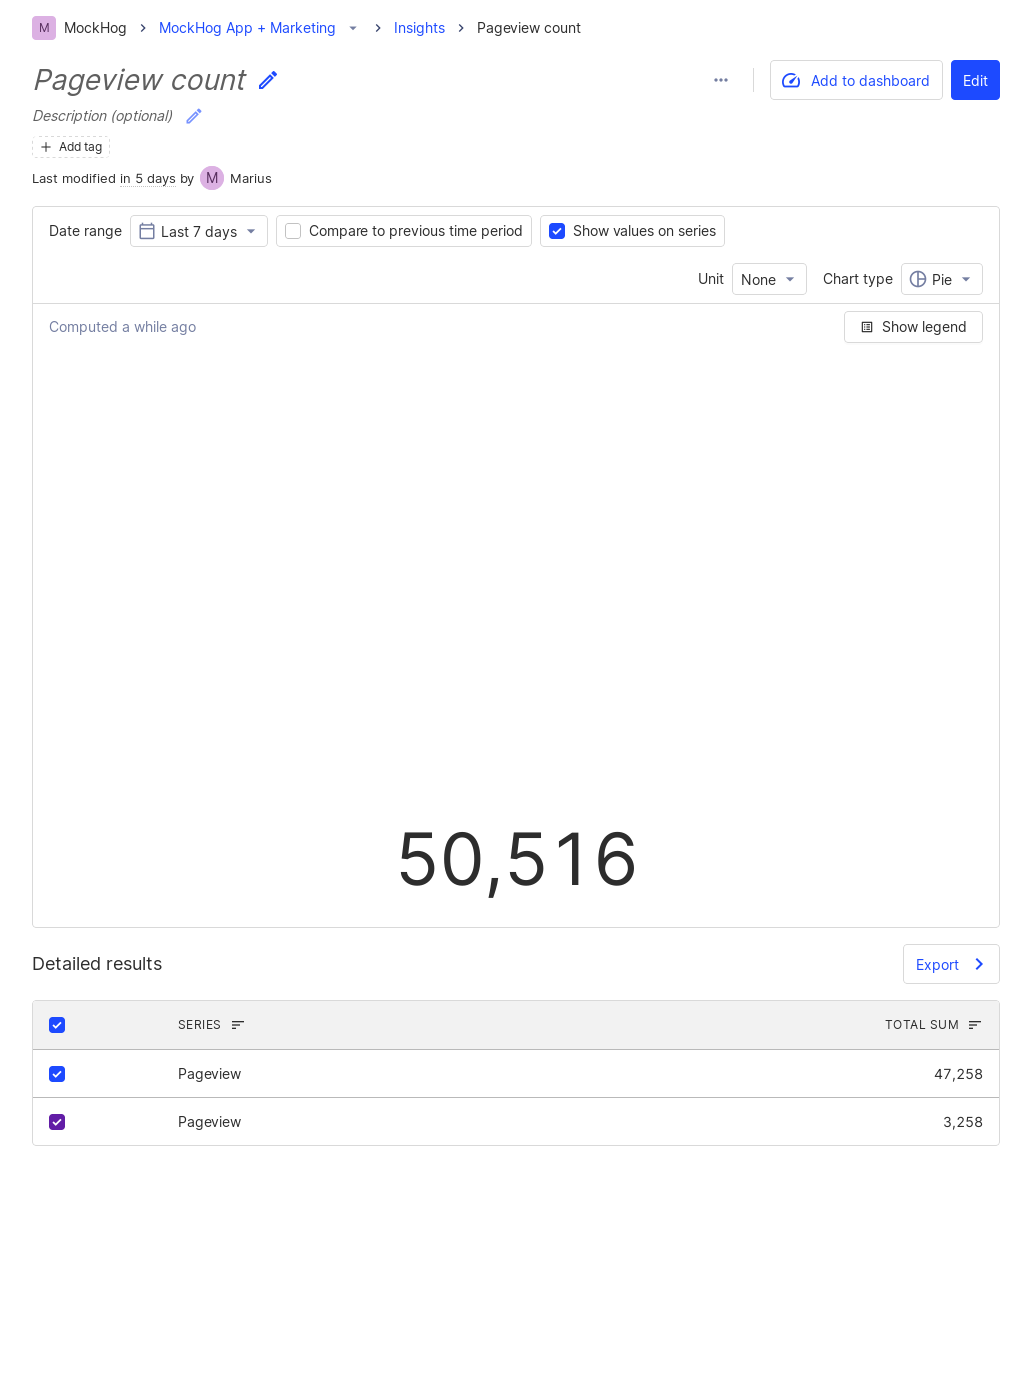 M MockHog MockHog App + Marketing Insights Pageview count
Pageview count
Add to dashboard Edit
Description (optional)
Add tag
Last modified in 5 days by M Marius
Date range Last 7 days Compare to previous time period Show values on series
Unit None Chart type Pie
Computed a while ago Show legend
50,516
Detailed results Export
SERIES TOTAL SUM
Pageview 47,258
Pageview 3,258